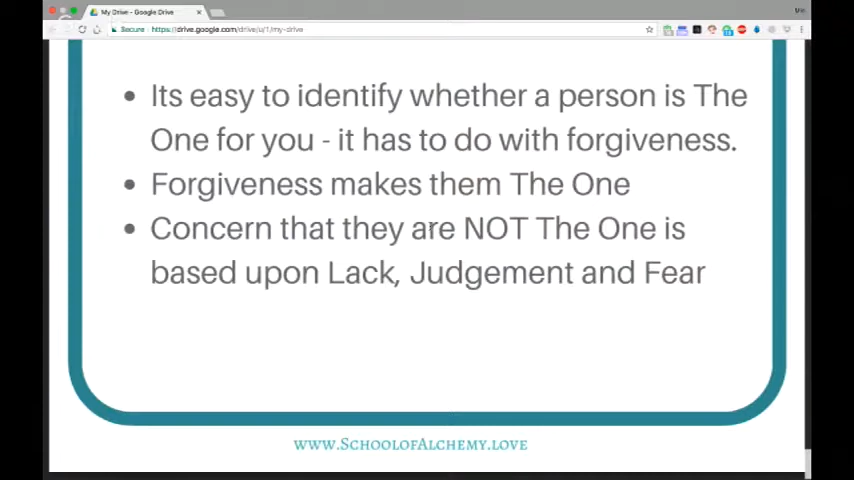 My Drive - Google Drive
Secure
https://drive.google.com/drive/u/1/my-drive
• Its easy to identify whether a person is The
One for you - it has to do with forgiveness.
• Forgiveness makes them The One
• Concern that they are NOT The One is
based upon Lack, Judgement and Fear
www.SchoolofAlchemy.love